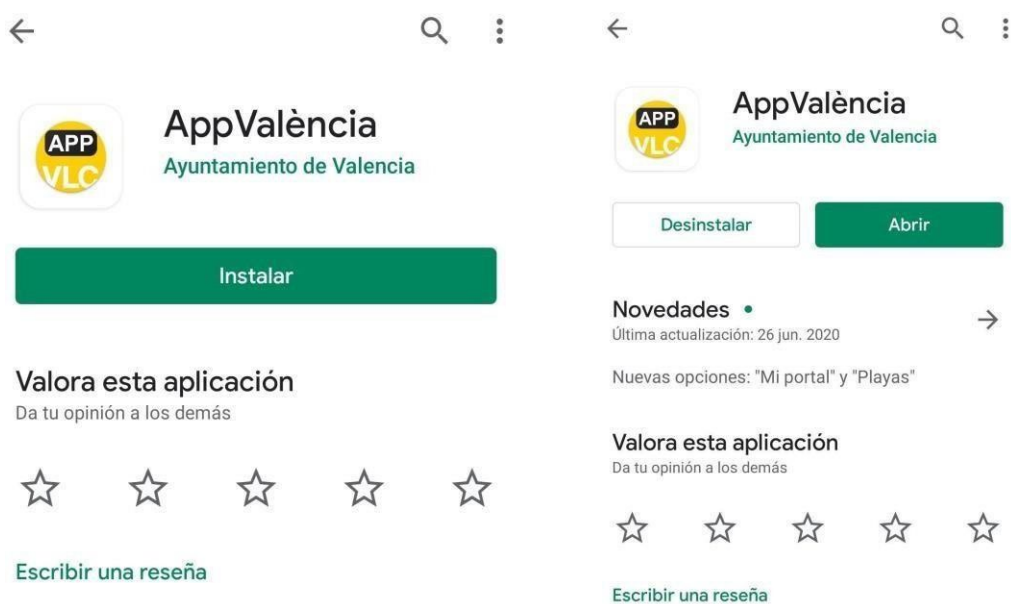 APP
VLC
AppValència
Ayuntamiento de Valencia
Instalar
Valora esta aplicación
Da tu opinión a los demás
Escribir una reseña
APP
VLC
AppValència
Ayuntamiento de Valencia
Desinstalar
Abrir
Novedades
Última actualización: 26 jun. 2020
Nuevas opciones: "Mi portal" y "Playas"
Valora esta aplicación
Da tu opinión a los demás
Escribir una reseña